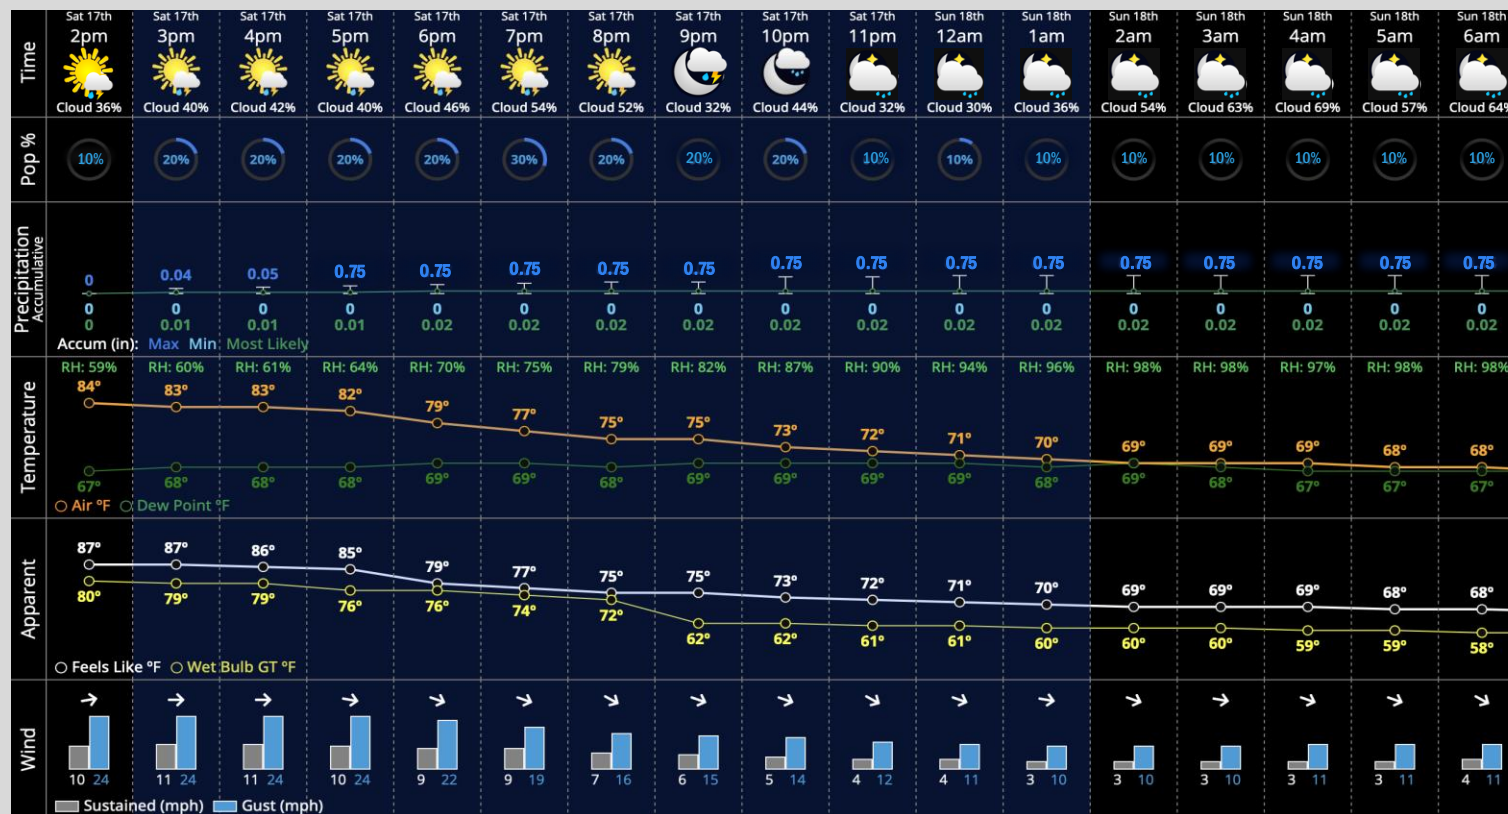 Sat 17th Sat 17th Sat 17th Sat 17th Sat 17th Sat 17th Sat 17th Sat 17th Sat 17th Sat 17th Sun 18th Sun 18th Sun 18th Sun 18th Sun 18th Sun 18th Sun 18th
Time 2pm 3pm 4pm 5pm 6pm 7pm 8pm 9pm 10pm 11pm 12am 1am 2am 3am 4am 5am 6am
Cloud 36% Cloud 40% Cloud 42% Cloud 40% Cloud 46% Cloud 54% Cloud 52% Cloud 32% Cloud 44% Cloud 32% Cloud 30% Cloud 36% Cloud 54% Cloud 63% Cloud 69% Cloud 57% Cloud 64%
Pop % 10% 20% 20% 20% 20% 30% 20% 20% 20% 10% 10% 10% 10% 10% 10% 10% 10%
Precipitation
Accumulative
0 0.04 0.05 0.75 0.75 0.75 0.75 0.75 0.75 0.75 0.75 0.75 0.75 0.75 0.75 0.75 0.75
0 0 0 0 0 0 0 0 0 0 0 0 0 0 0 0 0
0 0.01 0.01 0.01 0.02 0.02 0.02 0.02 0.02 0.02 0.02 0.02 0.02 0.02 0.02 0.02 0.02
Accum (in): Max Min Most Likely
Temperature
RH: 59% RH: 60% RH: 61% RH: 64% RH: 70% RH: 75% RH: 79% RH: 82% RH: 87% RH: 90% RH: 94% RH: 96% RH: 98% RH: 98% RH: 97% RH: 98% RH: 98%
84° 83° 83° 82° 79° 77° 75° 75° 73° 72° 71° 70° 69° 69° 69° 68° 68°
67° 68° 68° 68° 69° 69° 68° 69° 69° 69° 69° 68° 69° 68° 67° 67° 67°
Air ºF Dew Point ºF
Apparent
87° 87° 86° 85° 79° 77° 75° 75° 73° 72° 71° 70° 69° 69° 69° 68° 68°
80° 79° 79° 76° 76° 74° 72° 62° 62° 61° 61° 60° 60° 60° 59° 59° 58°
Feels Like ºF Wet Bulb GT ºF
Wind
10 24 11 24 11 24 10 24 9 22 9 19 7 16 6 15 5 14 4 12 4 11 3 10 3 10 3 10 3 11 3 11 4 11
Sustained (mph) Gust (mph)